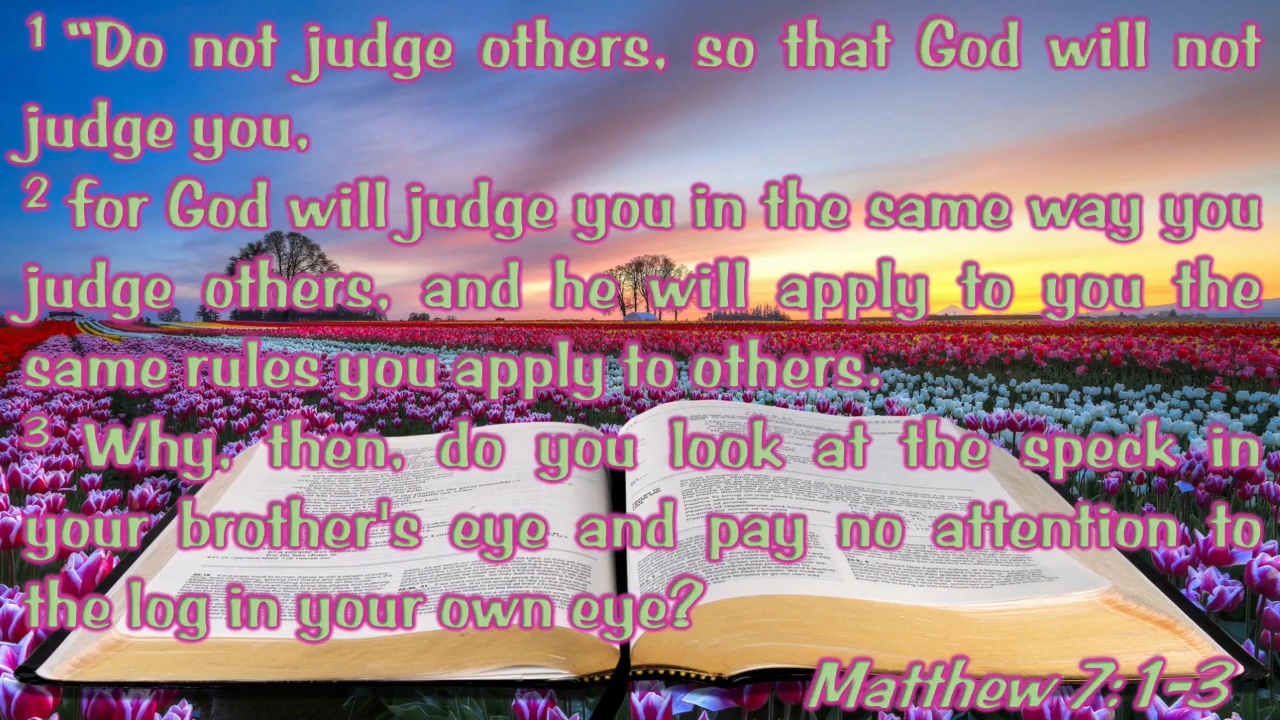 1 “Do not judge others, so that God will not
judge you,
2 for God will judge you in the same way you
judge others, and he will apply to you the
same rules you apply to others.
3 Why, then, do you look at the speck in
your brother's eye and pay no attention to
the log in your own eye?
Matthew 7:1-3